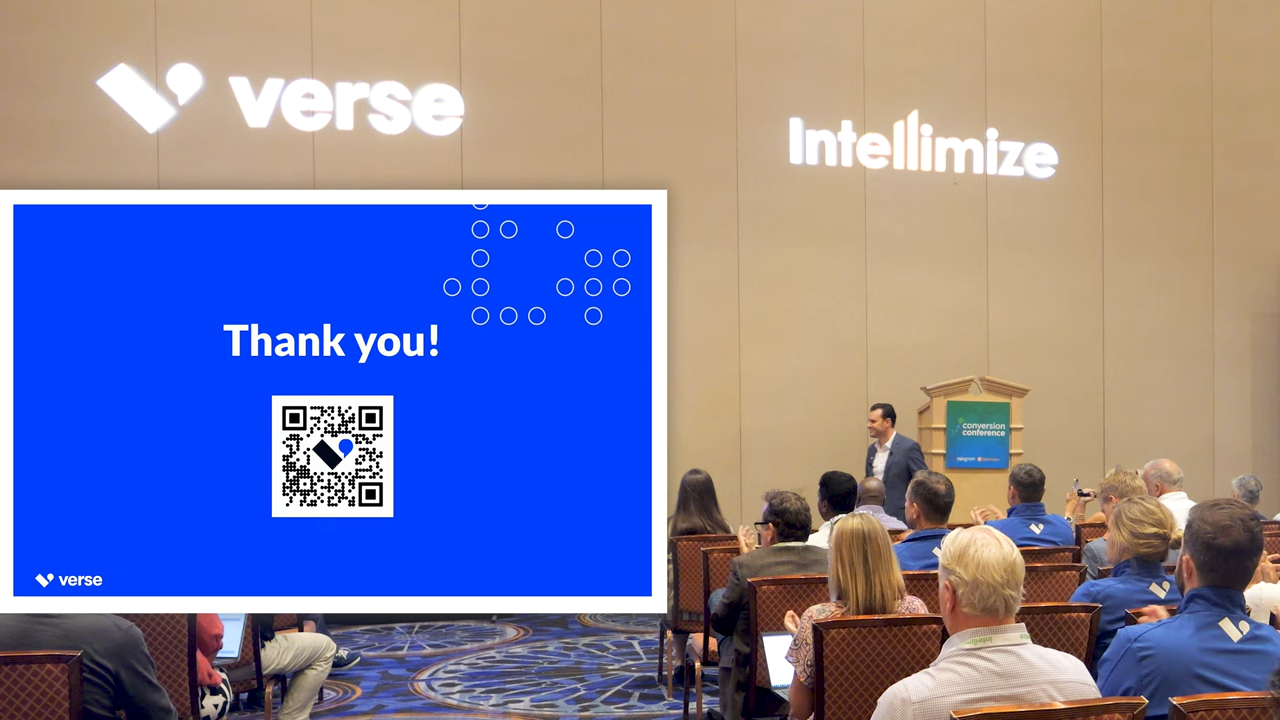 verse
Intellimize
Thank you!
verse
conversion
conference